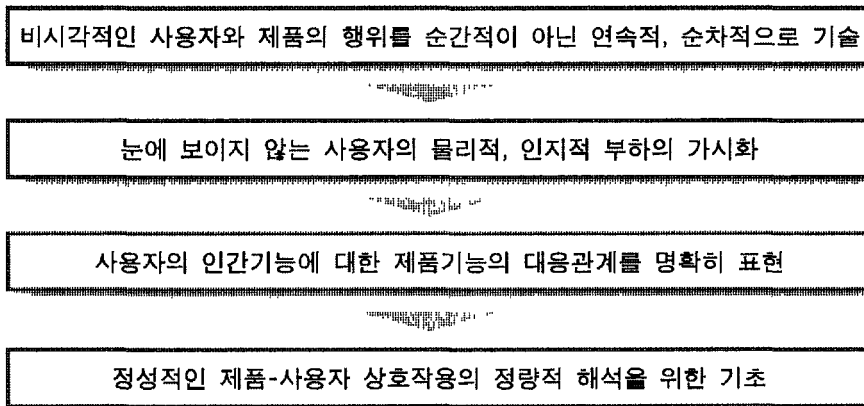 비시각적인 사용자와 제품의 행위를 순간적이 아닌 연속적, 순차적으로 기술
눈에 보이지 않는 사용자의 물리적, 인지적 부하의 가시화
사용자의 인간기능에 대한 제품기능의 대응관계를 명확히 표현
정성적인 제품-사용자 상호작용의 정량적 해석을 위한 기초